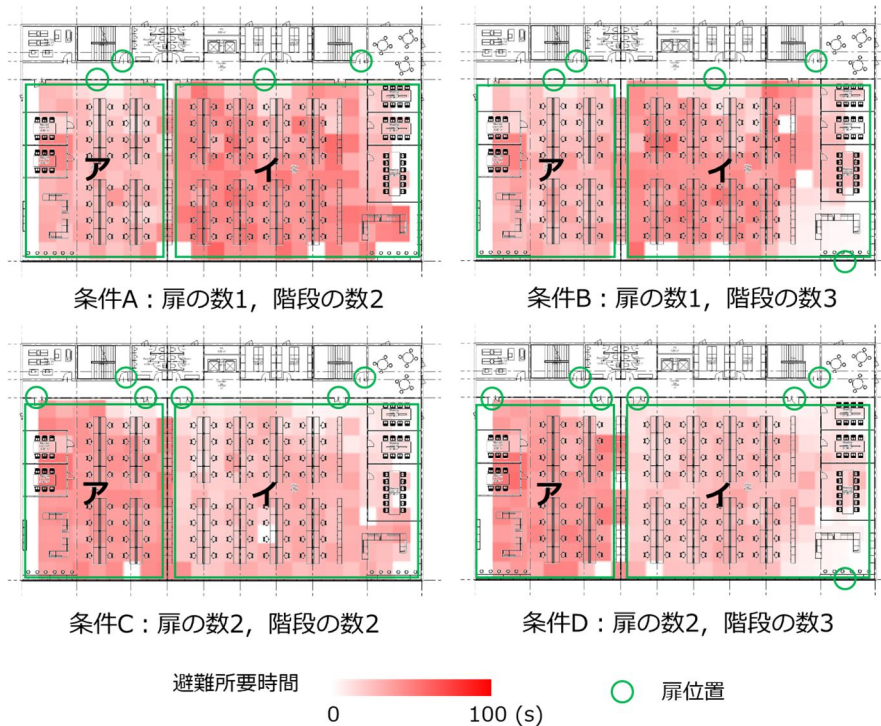 ア
イ
ア
イ
条件A：扉の数1，階段の数2
条件B：扉の数1，階段の数3
ア
イ
ア
イ
条件C：扉の数2，階段の数2
条件D：扉の数2，階段の数3
避難所要時間
0
100 (s)
扉位置